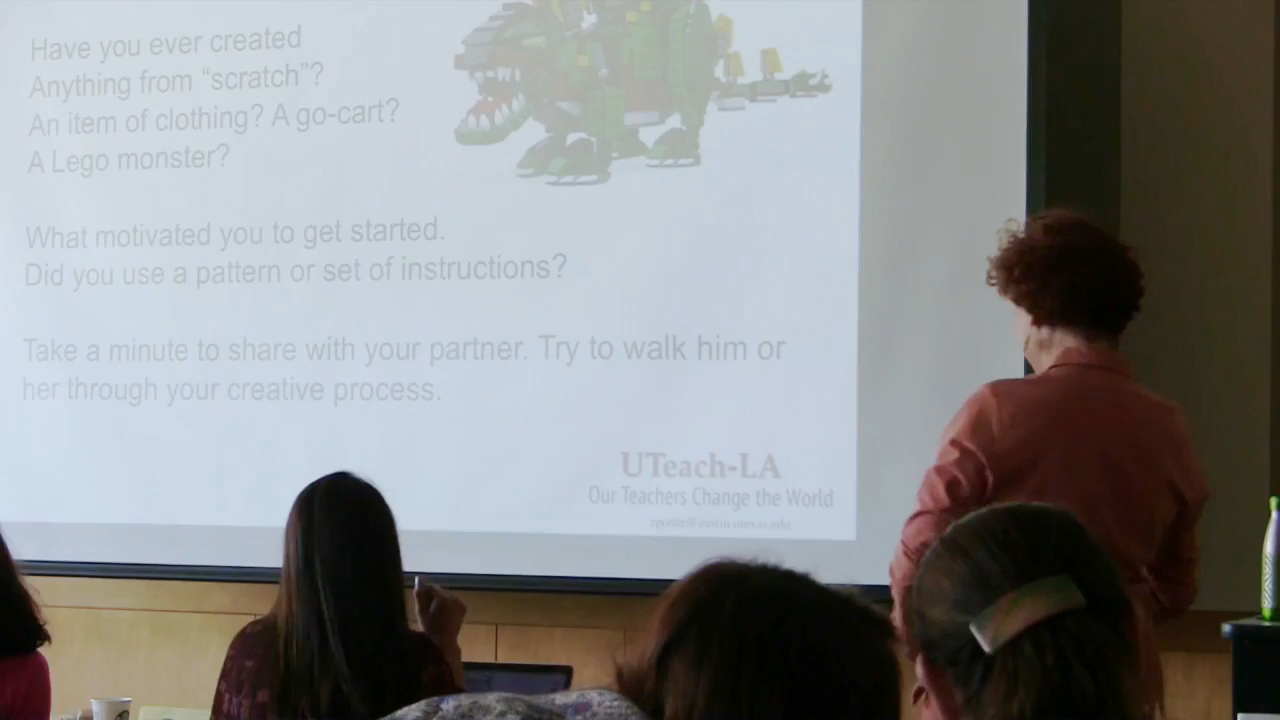 Have you ever created
Anything from “scratch”?
An item of clothing? A go-cart?
A Lego monster?
What motivated you to get started.
Did you use a pattern or set of instructions?
Take a minute to share with your partner. Try to walk him or
her through your creative process.
UTeach-LA
Our Teachers Change the World